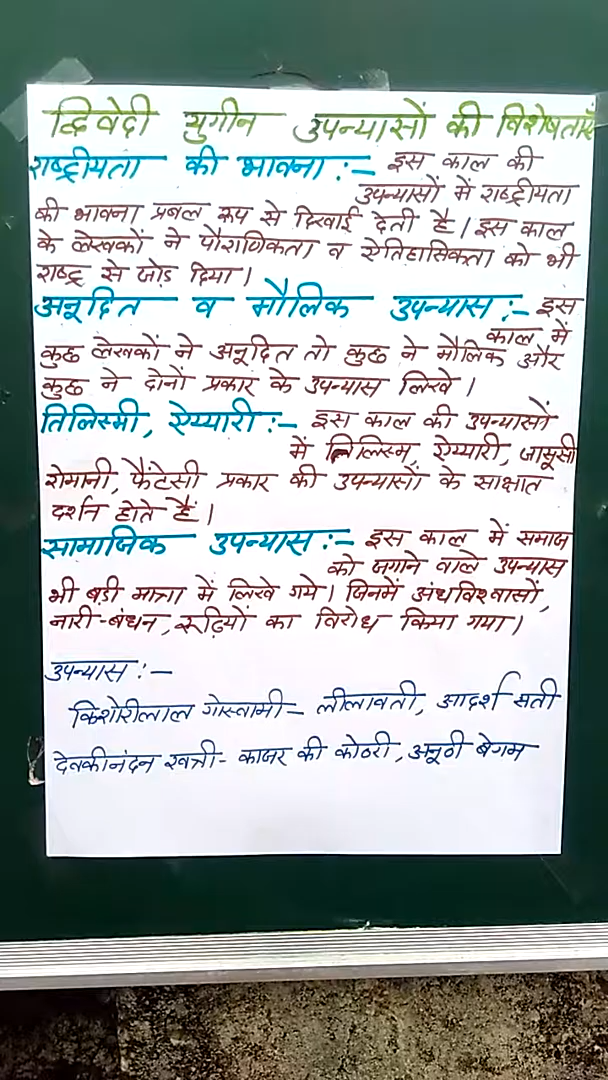 द्विवेदी युगीन उपन्यासों की विशेषताएँ
राष्ट्रीयता की भावना :– इस काल की
उपन्यासों में राष्ट्रीयता
की भावना प्रबल रूप से दिखाई देती है। इस काल
के लेखकों ने पौराणिकता व ऐतिहासिकता को भी
राष्ट्र से जोड़ दिया।
अनूदित व मौलिक उपन्यास :– इस
काल में
कुछ लेखकों ने अनूदित तो कुछ ने मौलिक और
कुछ ने दोनों प्रकार के उपन्यास लिखे।
तिलिस्मी, ऐय्यारी :– इस काल की उपन्यासों
में तिलिस्म, ऐय्यारी, जासूसी
रोमानी, फैंटेसी प्रकार की उपन्यासों के साक्षात
दर्शन होते हैं।
सामाजिक उपन्यास :– इस काल में समाज
को जगाने वाले उपन्यास
भी बड़ी मात्रा में लिखे गये। जिनमें अंधविश्वासों,
नारी-बंधन, रूढ़ियों का विरोध किया गया।
उपन्यास :–
किशोरीलाल गोस्वामी – लीलावती, आदर्श सती
देवकीनंदन खत्री - काजर की कोठरी, अनूठी बेगम